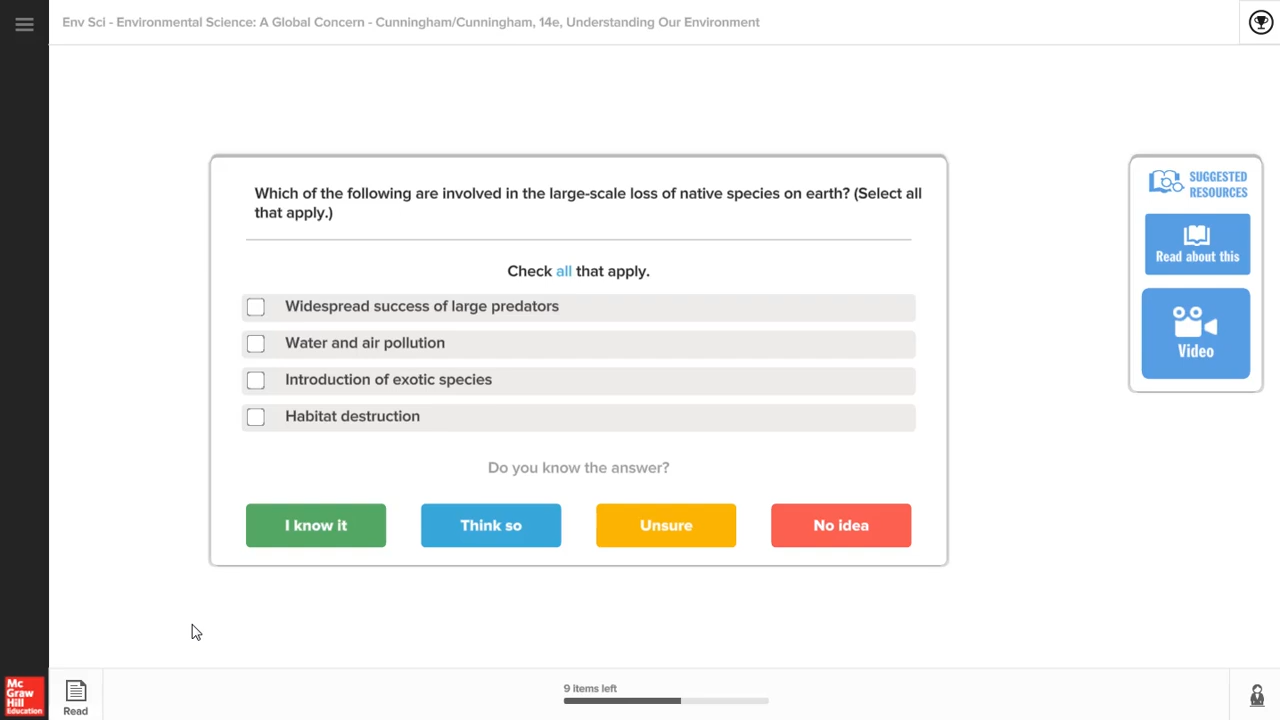 Env Sci - Environmental Science: A Global Concern - Cunningham/Cunningham, 14e, Understanding Our Environment
Which of the following are involved in the large-scale loss of native species on earth? (Select all
that apply.)
Check all that apply.
Widespread success of large predators
Water and air pollution
Introduction of exotic species
Habitat destruction
Do you know the answer?
I know it
Think so
Unsure
No idea
SUGGESTED
RESOURCES
Read about this
Video
Mc
Graw
Hill
Education
Read
9 Items left